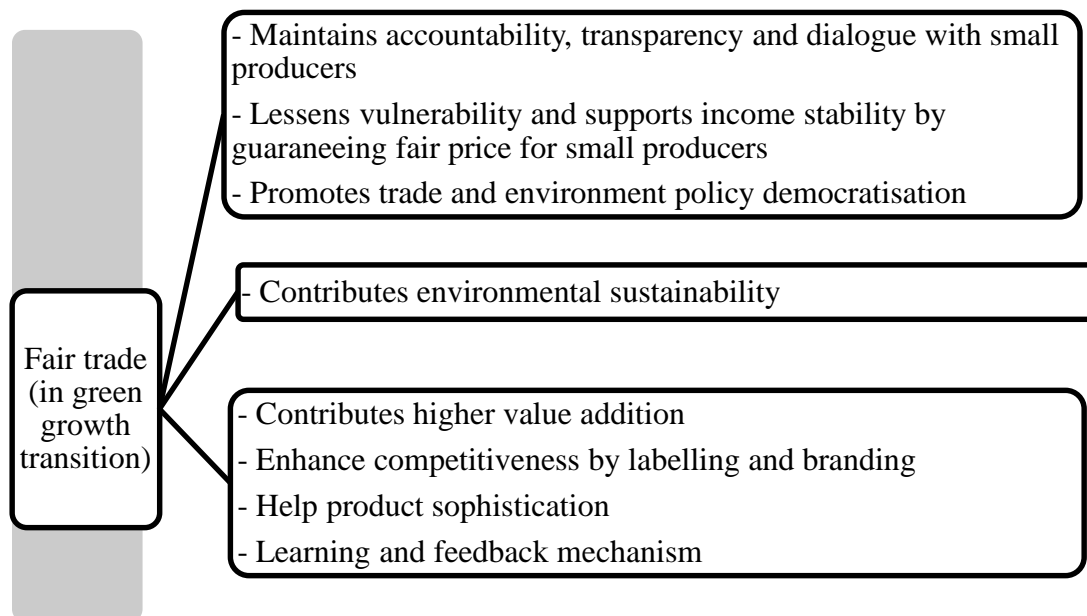 - Maintains accountability, transparency and dialogue with small
producers
- Lessens vulnerability and supports income stability by
guaraneeing fair price for small producers
- Promotes trade and environment policy democratisation
- Contributes environmental sustainability
Fair trade
(in green
growth
transition)
- Contributes higher value addition
- Enhance competitiveness by labelling and branding
- Help product sophistication
- Learning and feedback mechanism